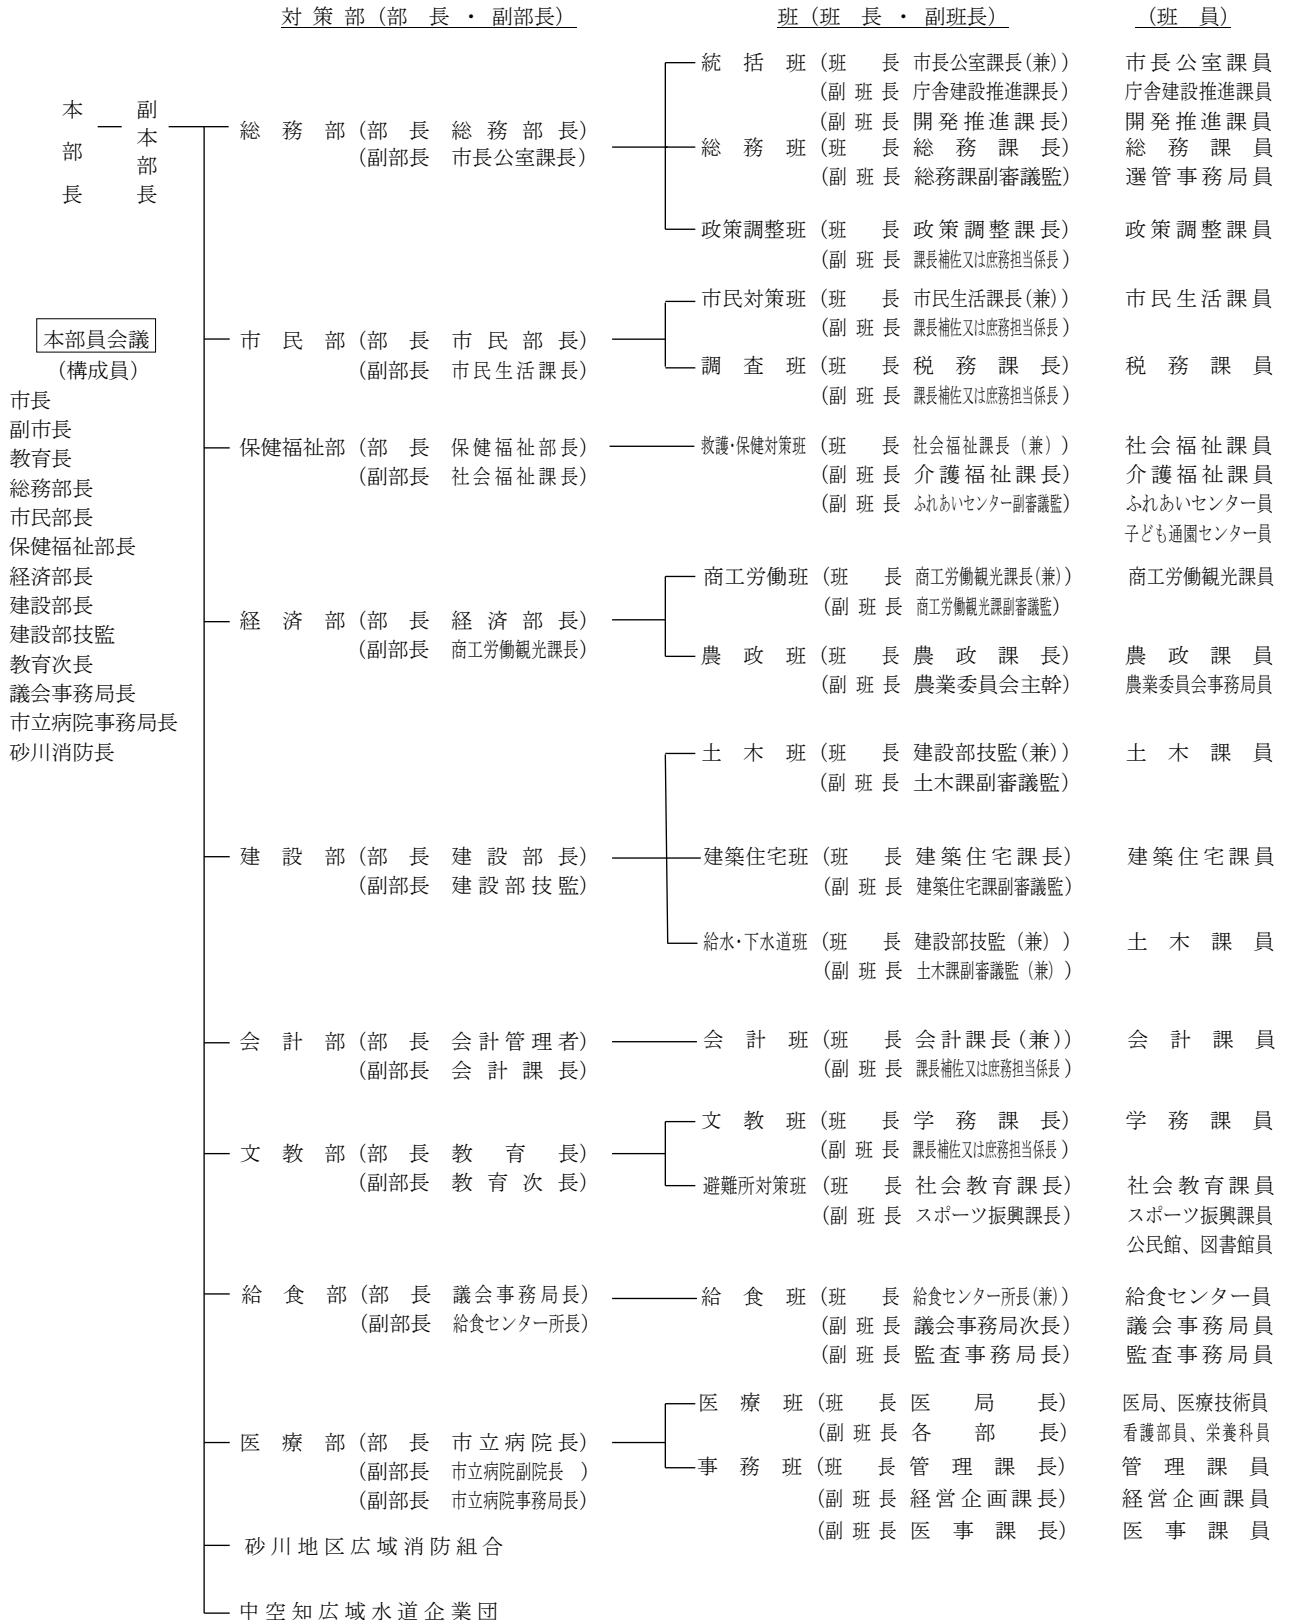 対策部(部　長・副部長)　班(班　長・副班長)　(班　員)
本部長　副本部長
本部員会議
(構成員)
市長
副市長
教育長
総務部長
市民部長
保健福祉部長
経済部長
建設部長
建設部技監
教育次長
議会事務局長
市立病院事務局長
砂川消防長
総務部(部　長　総務部長)
(副部長　市長公室課長)
統括班(班　長　市長公室課長(兼))　市長公室課員
(副班長　庁舎建設推進課長)　庁舎建設推進課員
(副班長　開発推進課長)　開発推進課員
総務班(班　長　総務課長)　総務課員
(副班長　総務課副審議監)　選管事務局員
政策調整班(班　長　政策調整課長)　政策調整課員
(副班長　課長補佐又は庶務担当係長)
市民部(部　長　市民部長)
(副部長　市民生活課長)
市民対策班(班　長　市民生活課長(兼))　市民生活課員
(副班長　課長補佐又は庶務担当係長)
調査班(班　長　税務課長)　税務課員
(副班長　課長補佐又は庶務担当係長)
保健福祉部(部　長　保健福祉部長)
(副部長　社会福祉課長)
救護・保健対策班(班　長　社会福祉課長(兼))　社会福祉課員
(副班長　介護福祉課長)　介護福祉課員
(副班長　ふれあいセンター副審議監)　ふれあいセンター員
子ども通園センター員
経済部(部　長　経済部長)
(副部長　商工労働観光課長)
商工労働班(班　長　商工労働観光課長(兼))　商工労働観光課員
(副班長　商工労働観光課副審議監)
農政班(班　長　農政課長)　農政課員
(副班長　農業委員会主幹)　農業委員会事務局員
建設部(部　長　建設部長)
(副部長　建設部技監)
土木班(班　長　建設部技監(兼))　土木課員
(副班長　土木課副審議監)
建築住宅班(班　長　建築住宅課長)　建築住宅課員
(副班長　建築住宅課副審議監)
給水・下水道班(班　長　建設部技監(兼))　土木課員
(副班長　土木課副審議監(兼))
会計部(部　長　会計管理者)
(副部長　会計課長)
会計班(班　長　会計課長(兼))　会計課員
(副班長　課長補佐又は庶務担当係長)
文教部(部　長　教育長)
(副部長　教育次長)
文教班(班　長　学務課長)　学務課員
(副班長　課長補佐又は庶務担当係長)
避難所対策班(班　長　社会教育課長)　社会教育課員
(副班長　スポーツ振興課長)　スポーツ振興課員
公民館、図書館員
給食部(部　長　議会事務局長)
(副部長　給食センター所長)
給食班(班　長　給食センター所長(兼))　給食センター員
(副班長　議会事務局次長)　議会事務局員
(副班長　監査事務局長)　監査事務局員
医療部(部　長　市立病院長)
(副部長　市立病院副院長)
(副部長　市立病院事務局長)
医療班(班　長　医局長)　医局、医療技術員
(副班長　各部長)　看護部員、栄養科員
事務班(班　長　管理課長)　管理課員
(副班長　経営企画課長)　経営企画課員
(副班長　医事課長)　医事課員
砂川地区広域消防組合
中空知広域水道企業団